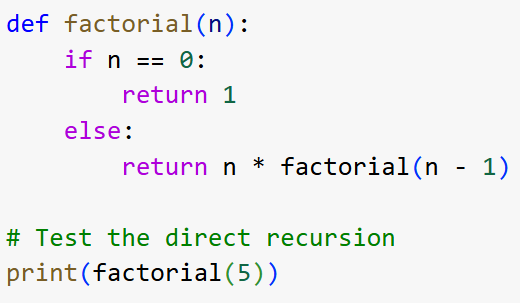 def factorial(n):
    if n == 0:
        return 1
    else:
        return n * factorial(n - 1)

# Test the direct recursion
print(factorial(5))